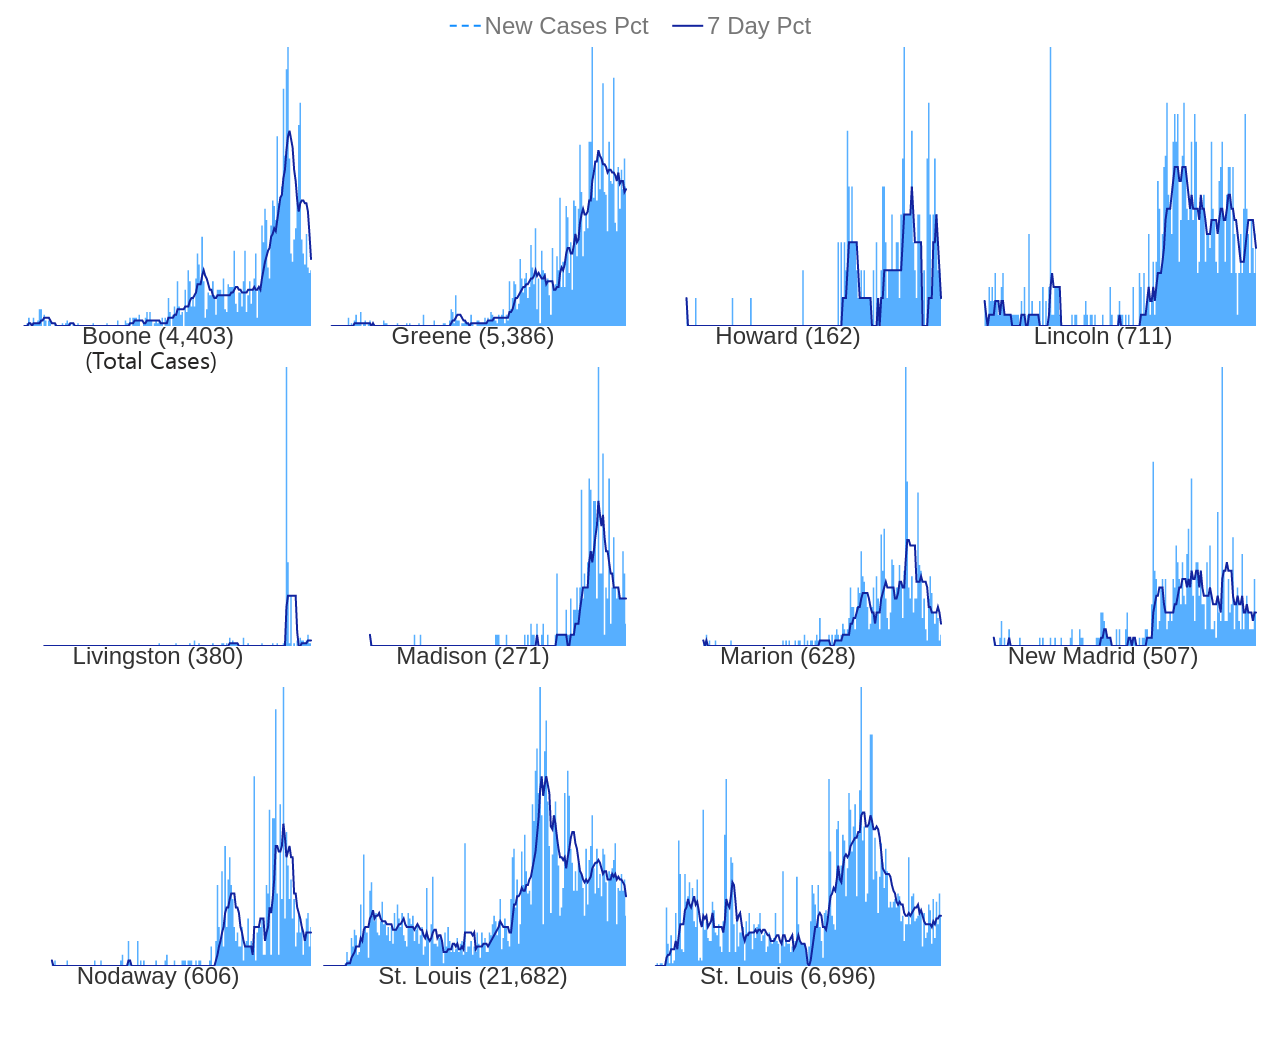 New Cases Pct 7 Day Pct
Boone (4,403) Greene (5,386) Howard (162) Lincoln (711)
(Total Cases)
Livingston (380) Madison (271) Marion (628) New Madrid (507)
Nodaway (606) St. Louis (21,682) St. Louis (6,696)